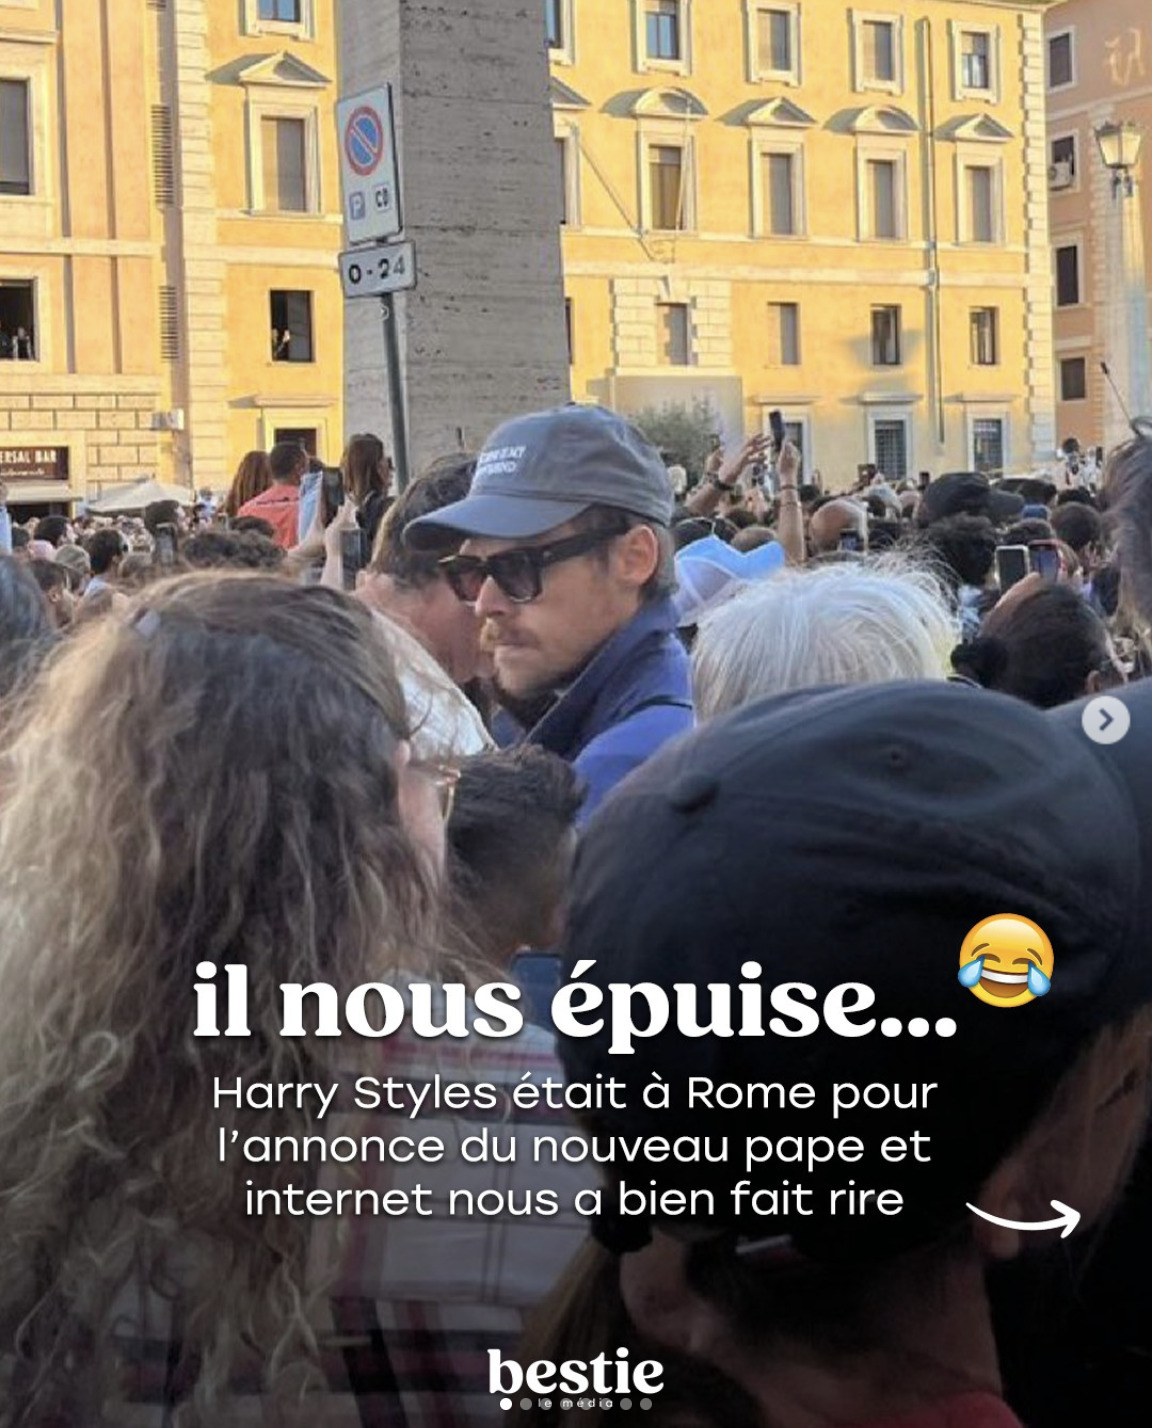 P CD
0-24
ERSAL BAR
il nous épuise...
Harry Styles était à Rome pour
l'annonce du nouveau pape et
internet nous a bien fait rire
bestie
le média